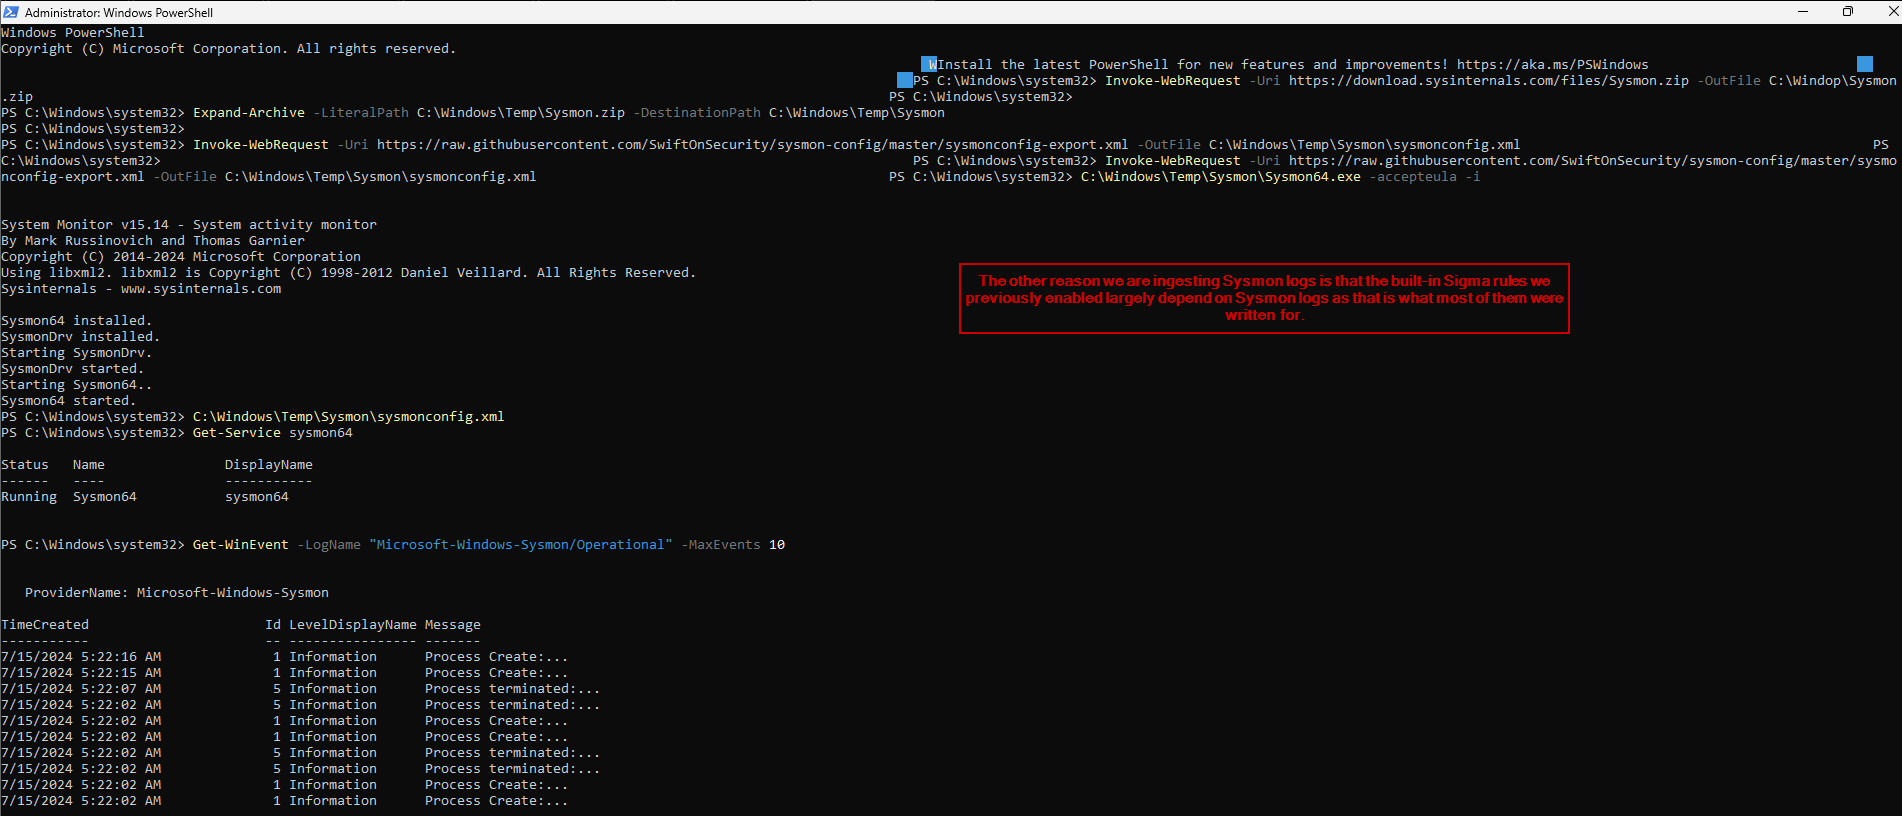 Administrator: Windows PowerShell
Windows PowerShell
Copyright (C) Microsoft Corporation. All rights reserved.
WInstall the latest PowerShell for new features and improvements! https://aka.ms/PSWindows
PS C:\Windows\system32> Invoke-WebRequest -Uri https://download.sysinternals.com/files/Sysmon.zip -OutFile C:\Windop\Sysmon
.zip PS C:\Windows\system32>
PS C:\Windows\system32> Expand-Archive -LiteralPath C:\Windows\Temp\Sysmon.zip -DestinationPath C:\Windows\Temp\Sysmon
PS C:\Windows\system32>
PS C:\Windows\system32> Invoke-WebRequest -Uri https://raw.githubusercontent.com/SwiftOnSecurity/sysmon-config/master/sysmonconfig-export.xml -OutFile C:\Windows\Temp\Sysmon\sysmonconfig.xml PS
C:\Windows\system32> PS C:\Windows\system32> Invoke-WebRequest -Uri https://raw.githubusercontent.com/SwiftOnSecurity/sysmon-config/master/sysmo
nconfig-export.xml -OutFile C:\Windows\Temp\Sysmon\sysmonconfig.xml PS C:\Windows\system32> C:\Windows\Temp\Sysmon\Sysmon64.exe -accepteula -i
System Monitor v15.14 - System activity monitor
By Mark Russinovich and Thomas Garnier
Copyright (C) 2014-2024 Microsoft Corporation
Using libxml2. libxml2 is Copyright (C) 1998-2012 Daniel Veillard. All Rights Reserved.
Sysinternals - www.sysinternals.com
The other reason we are ingesting Sysmon logs is that the built-in Sigma rules we
previously enabled largely depend on Sysmon logs as that is what most of them were
written for.
Sysmon64 installed.
SysmonDrv installed.
Starting SysmonDrv.
SysmonDrv started.
Starting Sysmon64..
Sysmon64 started.
PS C:\Windows\system32> C:\Windows\Temp\Sysmon\sysmonconfig.xml
PS C:\Windows\system32> Get-Service sysmon64
Status Name DisplayName
------ ---- -----------
Running Sysmon64 sysmon64
PS C:\Windows\system32> Get-WinEvent -LogName "Microsoft-Windows-Sysmon/Operational" -MaxEvents 10
ProviderName: Microsoft-Windows-Sysmon
TimeCreated Id LevelDisplayName Message
----------- -- ---------------- -------
7/15/2024 5:22:16 AM 1 Information Process Create:...
7/15/2024 5:22:15 AM 1 Information Process Create:...
7/15/2024 5:22:07 AM 5 Information Process terminated:...
7/15/2024 5:22:02 AM 5 Information Process terminated:...
7/15/2024 5:22:02 AM 1 Information Process Create:...
7/15/2024 5:22:02 AM 1 Information Process Create:...
7/15/2024 5:22:02 AM 5 Information Process terminated:...
7/15/2024 5:22:02 AM 5 Information Process terminated:...
7/15/2024 5:22:02 AM 1 Information Process Create:...
7/15/2024 5:22:02 AM 1 Information Process Create:...